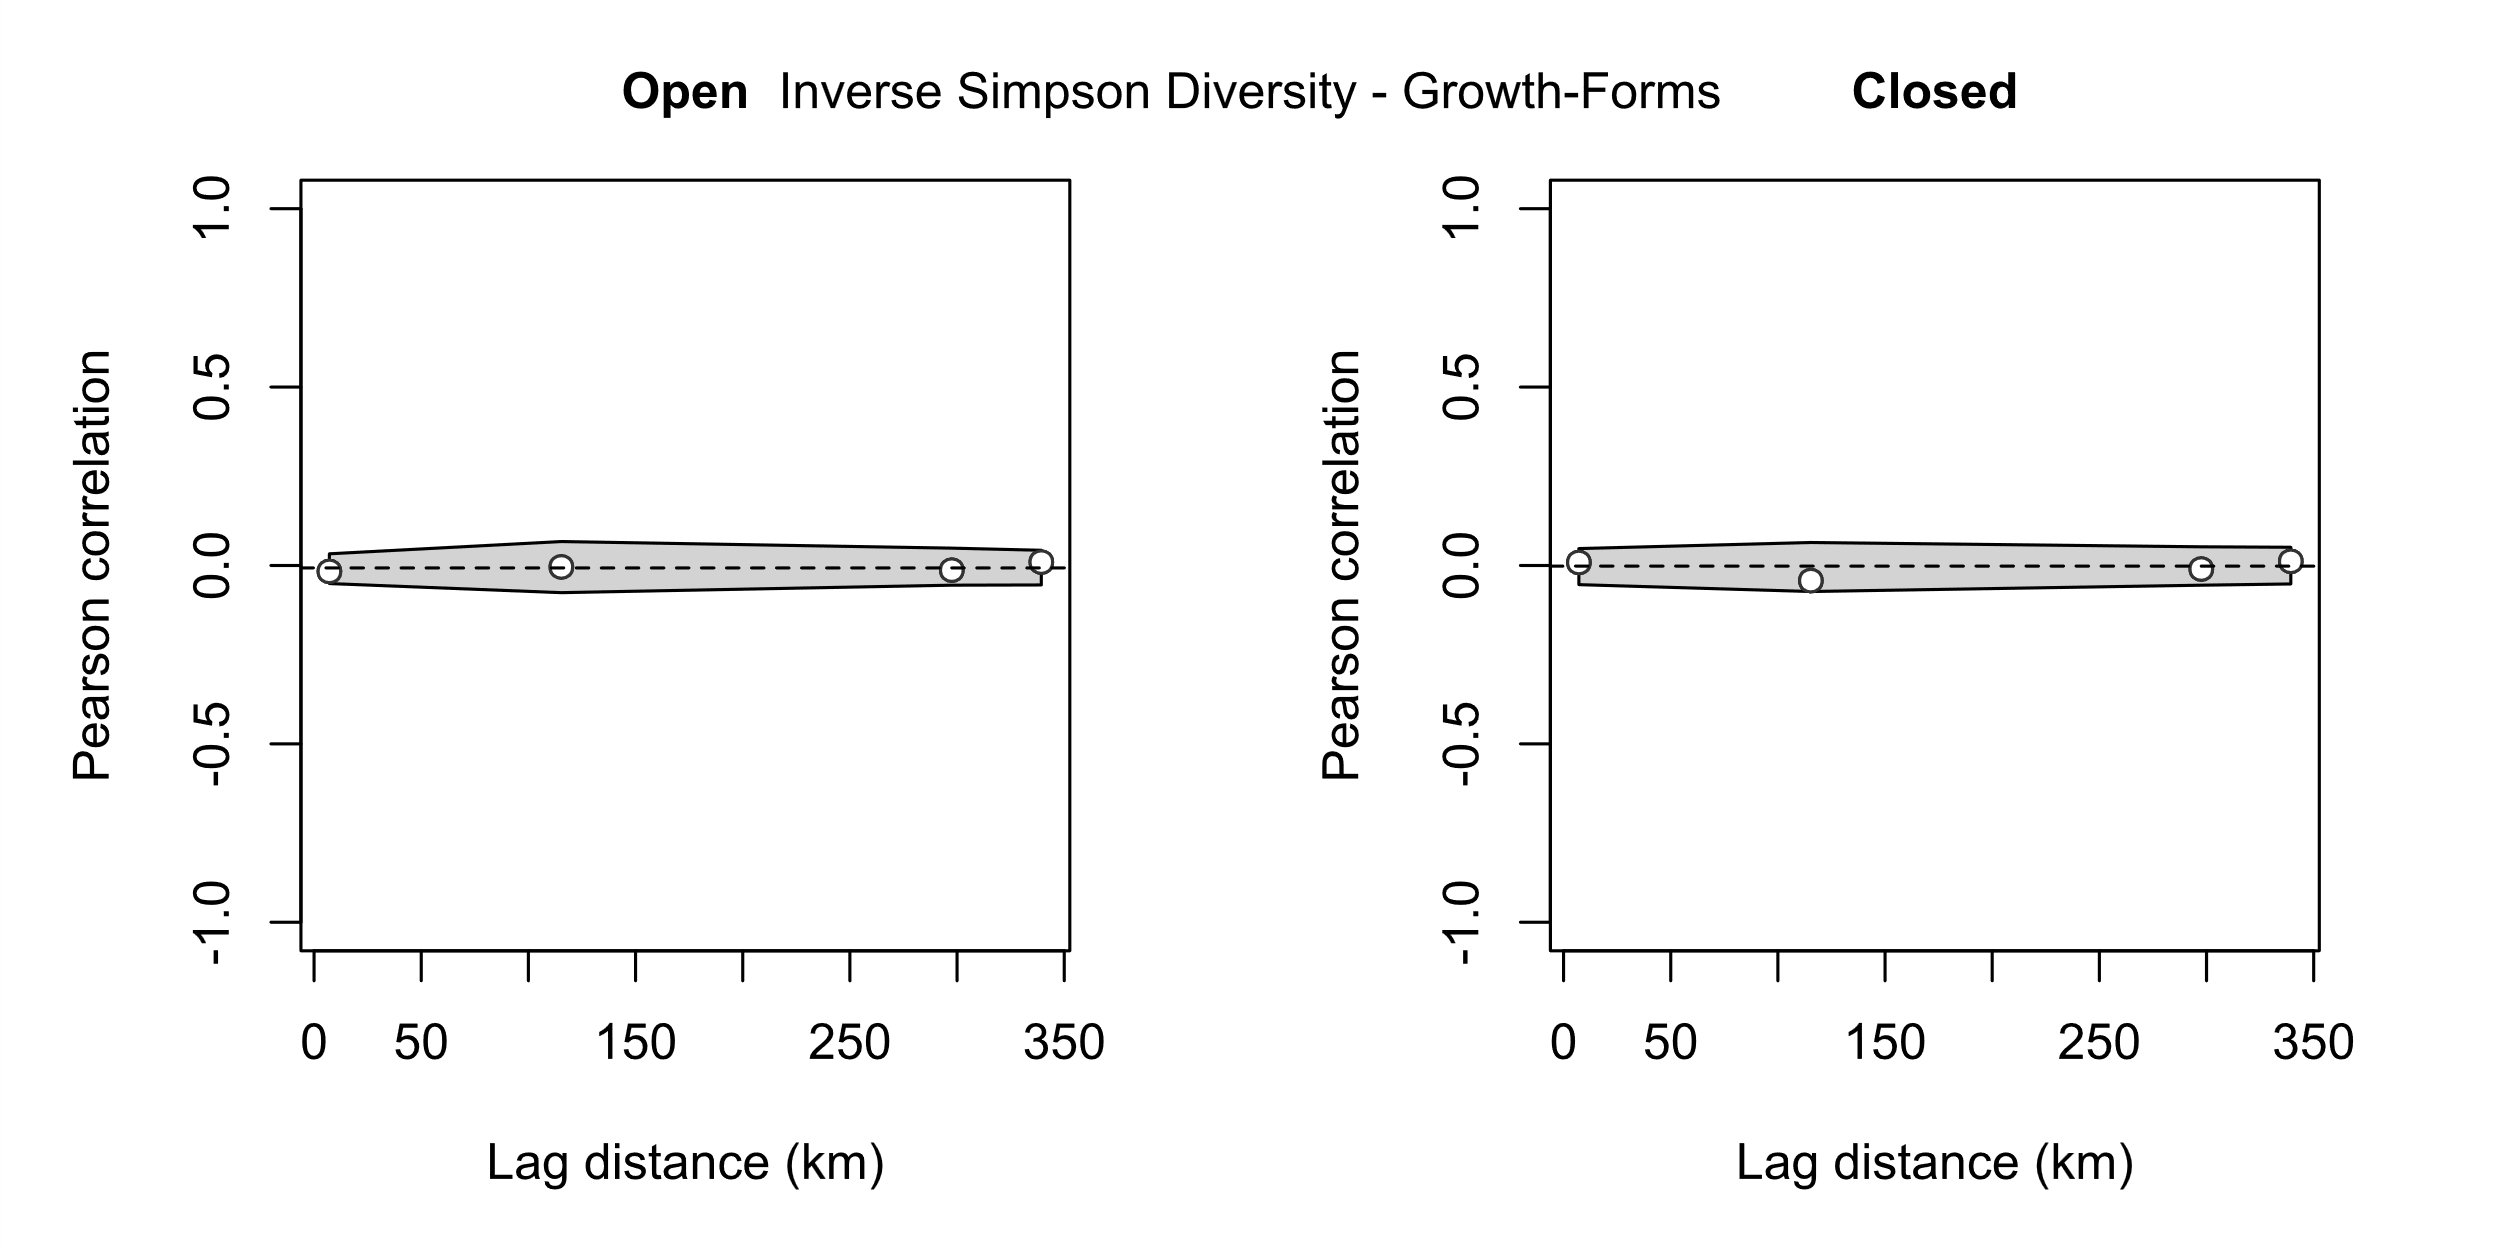 Open Inverse Simpson Diversity - Growth-Forms Closed
Pearson correlation
1.0
0.5
0.0
-0.5
-1.0
0 50 150 250 350
Lag distance (km)
Pearson correlation
1.0
0.5
0.0
-0.5
-1.0
0 50 150 250 350
Lag distance (km)